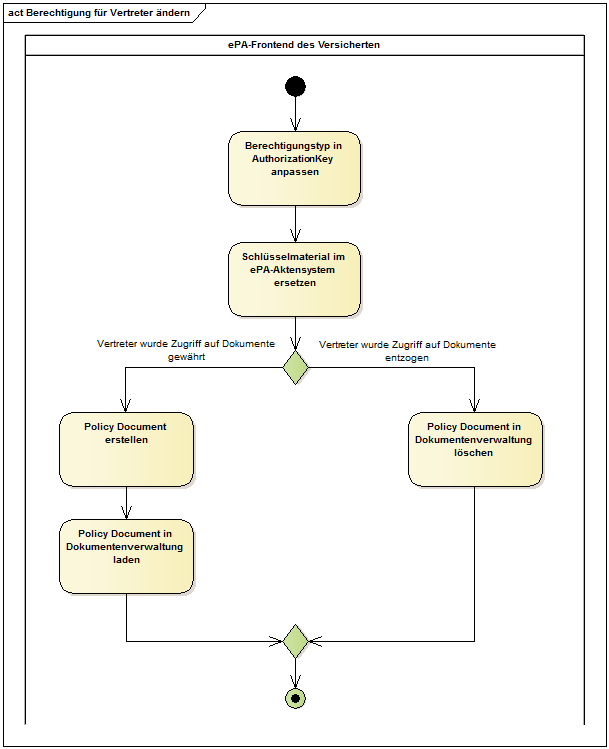 act Berechtigung für Vertreter ändern
ePA-Frontend des Versicherten
Berechtigungstyp in
AuthorizationKey
anpassen
Schlüsselmaterial im
ePA-Aktensystem
ersetzen
Vertreter wurde Zugriff auf Dokumente
gewährt
Vertreter wurde Zugriff auf Dokumente
entzogen
Policy Document
erstellen
Policy Document in
Dokumentenverwaltung
löschen
Policy Document in
Dokumentenverwaltung
laden